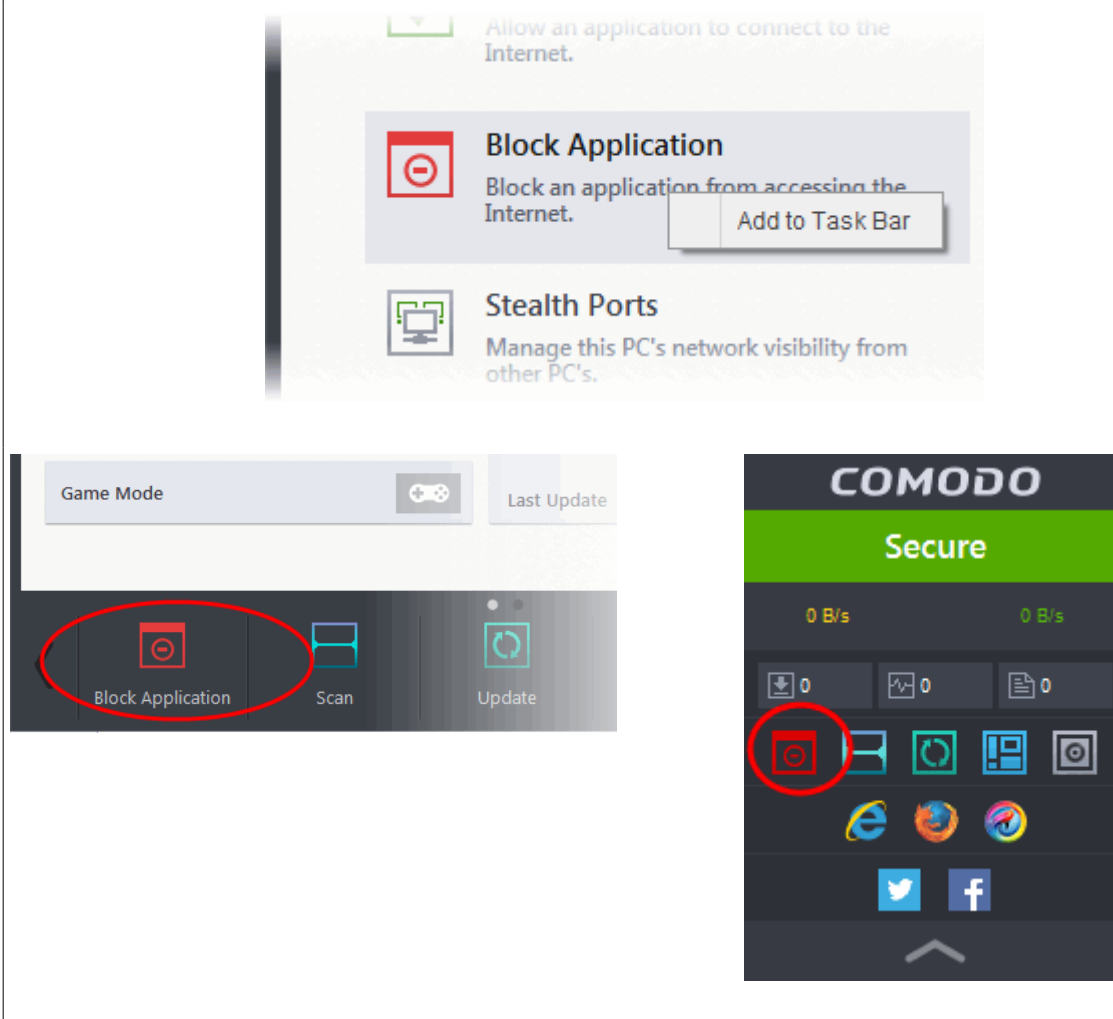 Allow an application to connect to the
Internet.
Block Application
Block an application from accessing the
Internet.
Add to Task Bar
Stealth Ports
Manage this PC's network visibility from
other PC's.
Game Mode
Last Update
Block Application
Scan
Update
COMODO
Secure
0 B/s 0 B/s
0 0 0